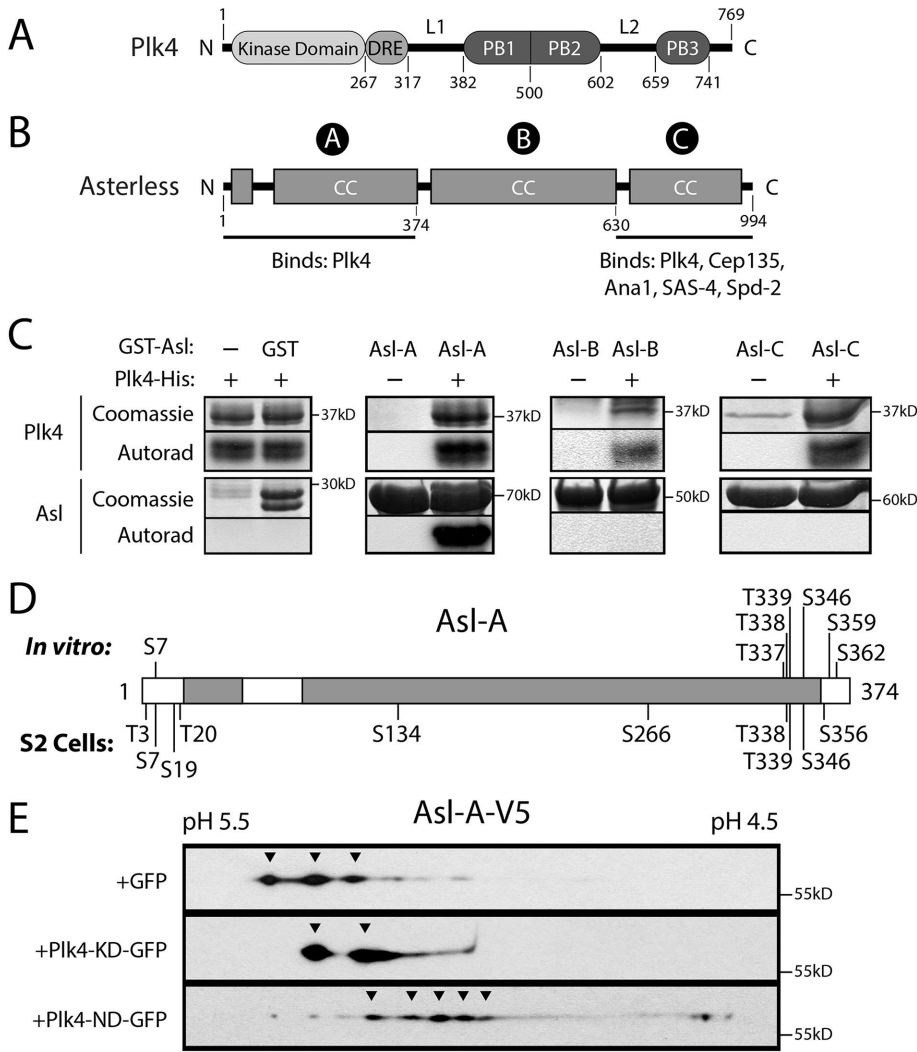 A
Plk4
N
1
Kinase Domain
DRE
L1
PB1
PB2
L2
PB3
769
C
267
317
382
500
602
659
741
B
A
B
C
Asterless
N
CC
CC
CC
C
1
374
630
994
Binds: Plk4
Binds: Plk4, Cep135,
Ana1, SAS-4, Spd-2
C
GST-Asl: – GST Asl-A Asl-A Asl-B Asl-B Asl-C Asl-C
Plk4-His: + + – + – + – +
Plk4
Coomassie
37kD
37kD
37kD
37kD
Autorad
Asl
Coomassie
30kD
70kD
50kD
60kD
Autorad
D
Asl-A
In vitro:
S7
T339
S346
T338
S359
T337
S362
1
374
S2 Cells:
T3
T20
S134
S266
T338
S356
S7
S19
T339
S346
E
pH 5.5
Asl-A-V5
pH 4.5
+GFP
55kD
+Plk4-KD-GFP
55kD
+Plk4-ND-GFP
55kD